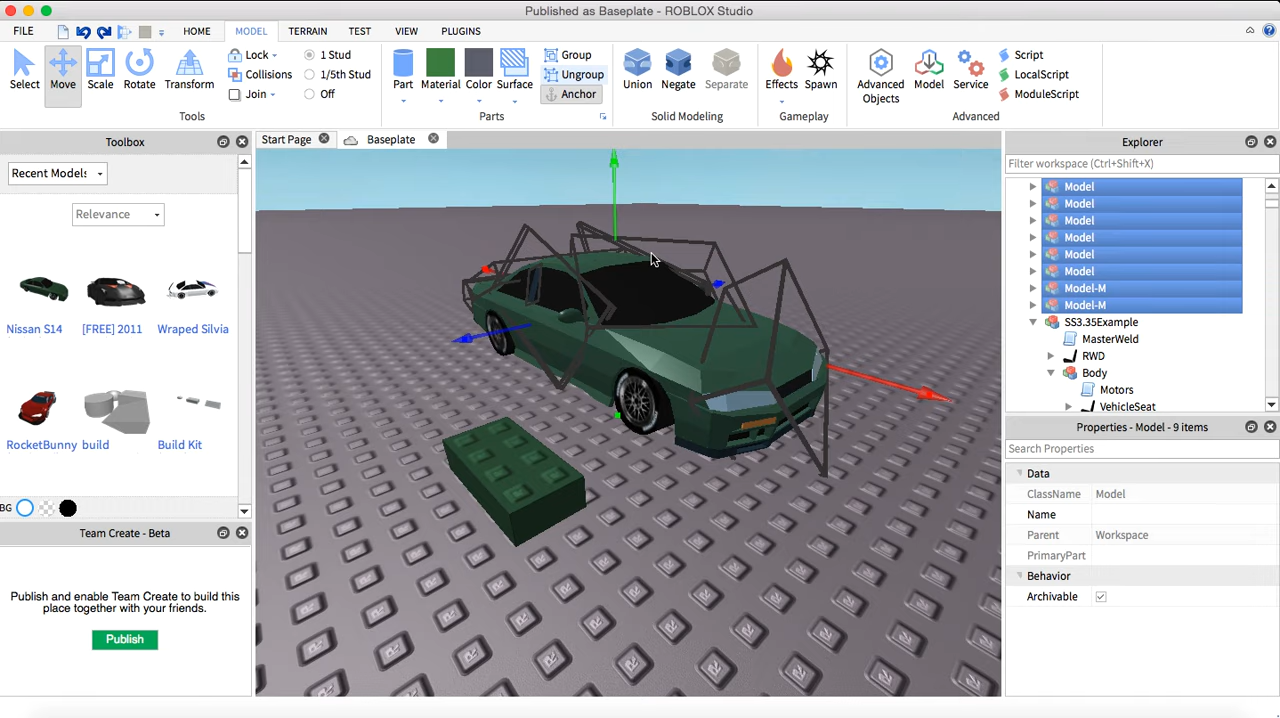 Published as Baseplate - ROBLOX Studio
FILE HOME MODEL TERRAIN TEST VIEW PLUGINS
Select Move Scale Rotate Transform
Lock
Collisions
Join
1 Stud
1/5th Stud
Off
Tools
Part Material Color Surface
Group
Ungroup
Anchor
Parts
Union Negate Separate
Solid Modeling
Effects Spawn
Gameplay
Advanced Objects Model Service
Script
LocalScript
ModuleScript
Advanced
Toolbox
Recent Models
Relevance
Nissan S14 [FREE] 2011 Wraped Silvia
RocketBunny build Build Kit
BG
Team Create - Beta
Publish and enable Team Create to build this
place together with your friends.
Publish
Start Page Baseplate
Explorer
Filter workspace (Ctrl+Shift+X)
Model
Model
Model
Model
Model
Model
Model-M
Model-M
SS3.35Example
MasterWeld
RWD
Body
Motors
VehicleSeat
Properties - Model - 9 items
Search Properties
Data
ClassName Model
Name
Parent Workspace
PrimaryPart
Behavior
Archivable